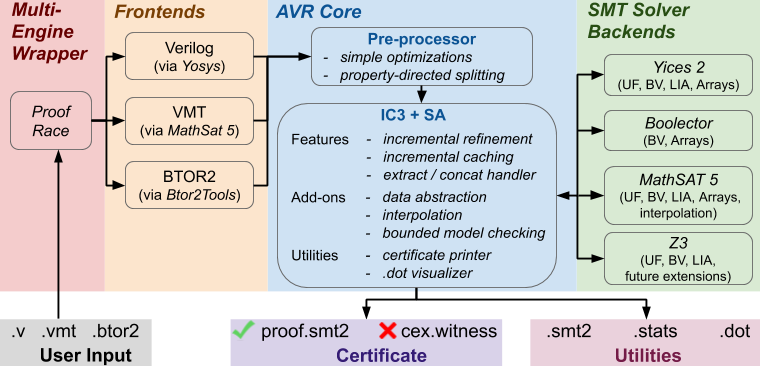 Multi-
Engine
Wrapper
Proof
Race
Frontends
Verilog
(via Yosys)
VMT
(via MathSat 5)
BTOR2
(via Btor2Tools)
AVR Core
Pre-processor
- simple optimizations
- property-directed splitting
IC3 + SA
Features - incremental refinement
- incremental caching
- extract / concat handler
Add-ons - data abstraction
- interpolation
- bounded model checking
Utilities - certificate printer
- .dot visualizer
SMT Solver
Backends
Yices 2
(UF, BV, LIA, Arrays)
Boolector
(BV, Arrays)
MathSAT 5
(UF, BV, LIA, Arrays,
interpolation)
Z3
(UF, BV, LIA,
future extensions)
.v .vmt .btor2
User Input
proof.smt2 cex.witness
Certificate
.smt2 .stats .dot
Utilities